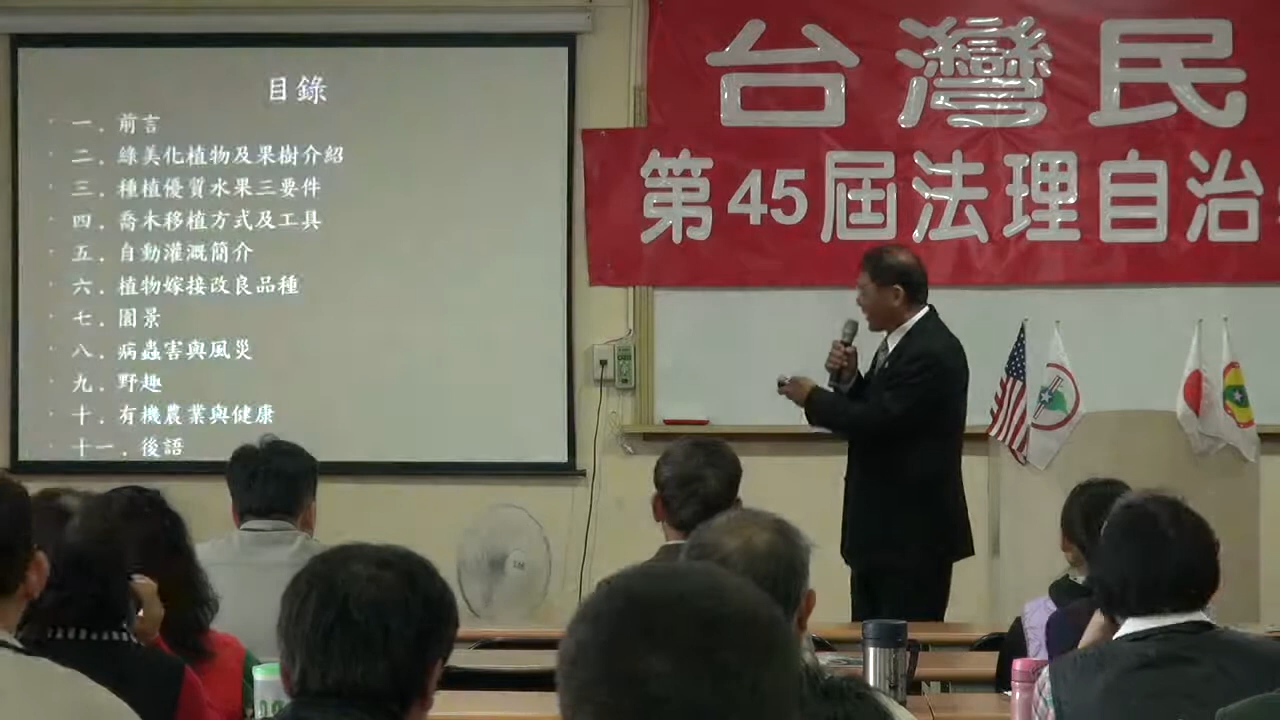 目錄
一．前言
二．綠美化植物及果樹介紹
三．種植優質水果三要件
四．喬木移植方式及工具
五．自動灌溉簡介
六．植物嫁接改良品種
七．園景
八．病蟲害與風災
九．野趣
十．有機農業與健康
十一．後語
台灣民
第45屆法理自治